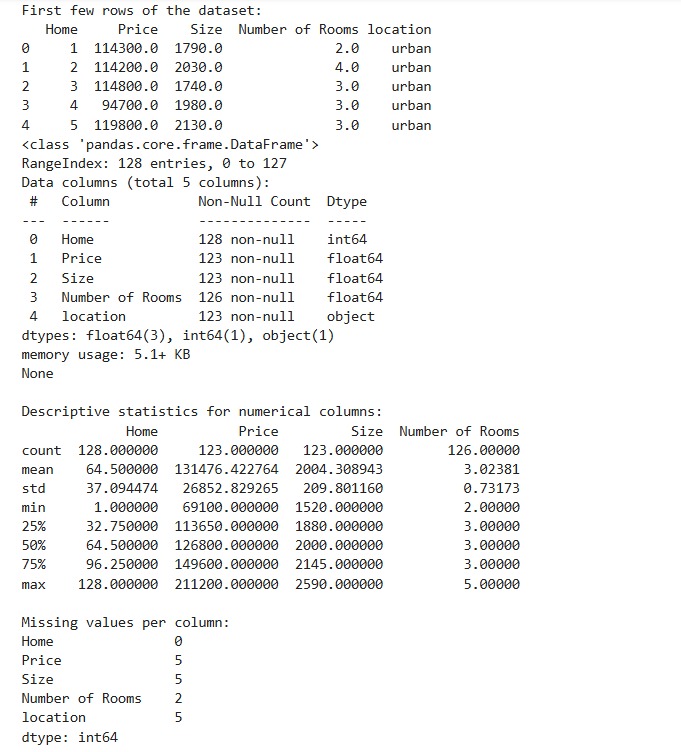 First few rows of the dataset:
   Home     Price    Size  Number of Rooms location
0     1  114300.0  1790.0              2.0    urban
1     2  114200.0  2030.0              4.0    urban
2     3  114800.0  1740.0              3.0    urban
3     4   94700.0  1980.0              3.0    urban
4     5  119800.0  2130.0              3.0    urban
<class 'pandas.core.frame.DataFrame'>
RangeIndex: 128 entries, 0 to 127
Data columns (total 5 columns):
 #   Column           Non-Null Count  Dtype
---  ------           --------------  -----
 0   Home             128 non-null    int64
 1   Price            123 non-null    float64
 2   Size             123 non-null    float64
 3   Number of Rooms  126 non-null    float64
 4   location         123 non-null    object
dtypes: float64(3), int64(1), object(1)
memory usage: 5.1+ KB
None
Descriptive statistics for numerical columns:
             Home          Price         Size  Number of Rooms
count  128.000000     123.000000   123.000000        126.00000
mean    64.500000  131476.422764  2004.308943          3.02381
std     37.094474   26852.829265   209.801160          0.73173
min      1.000000   69100.000000  1520.000000          2.00000
25%     32.750000  113650.000000  1880.000000          3.00000
50%     64.500000  126800.000000  2000.000000          3.00000
75%     96.250000  149600.000000  2145.000000          3.00000
max    128.000000  211200.000000  2590.000000          5.00000
Missing values per column:
Home               0
Price              5
Size               5
Number of Rooms    2
location           5
dtype: int64